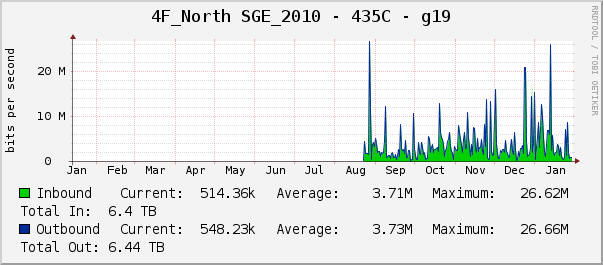 4F_North SGE_2010 - 435C - g19
RRDTOOL / TOBI OETIKER
bits per second
20 M
10 M
0
Jan Feb Mar Apr May Jun Jul Aug Sep Oct Nov Dec Jan
Inbound Current: 514.36k Average: 3.71M Maximum: 26.62M
Total In: 6.4 TB
Outbound Current: 548.23k Average: 3.73M Maximum: 26.66M
Total Out: 6.44 TB